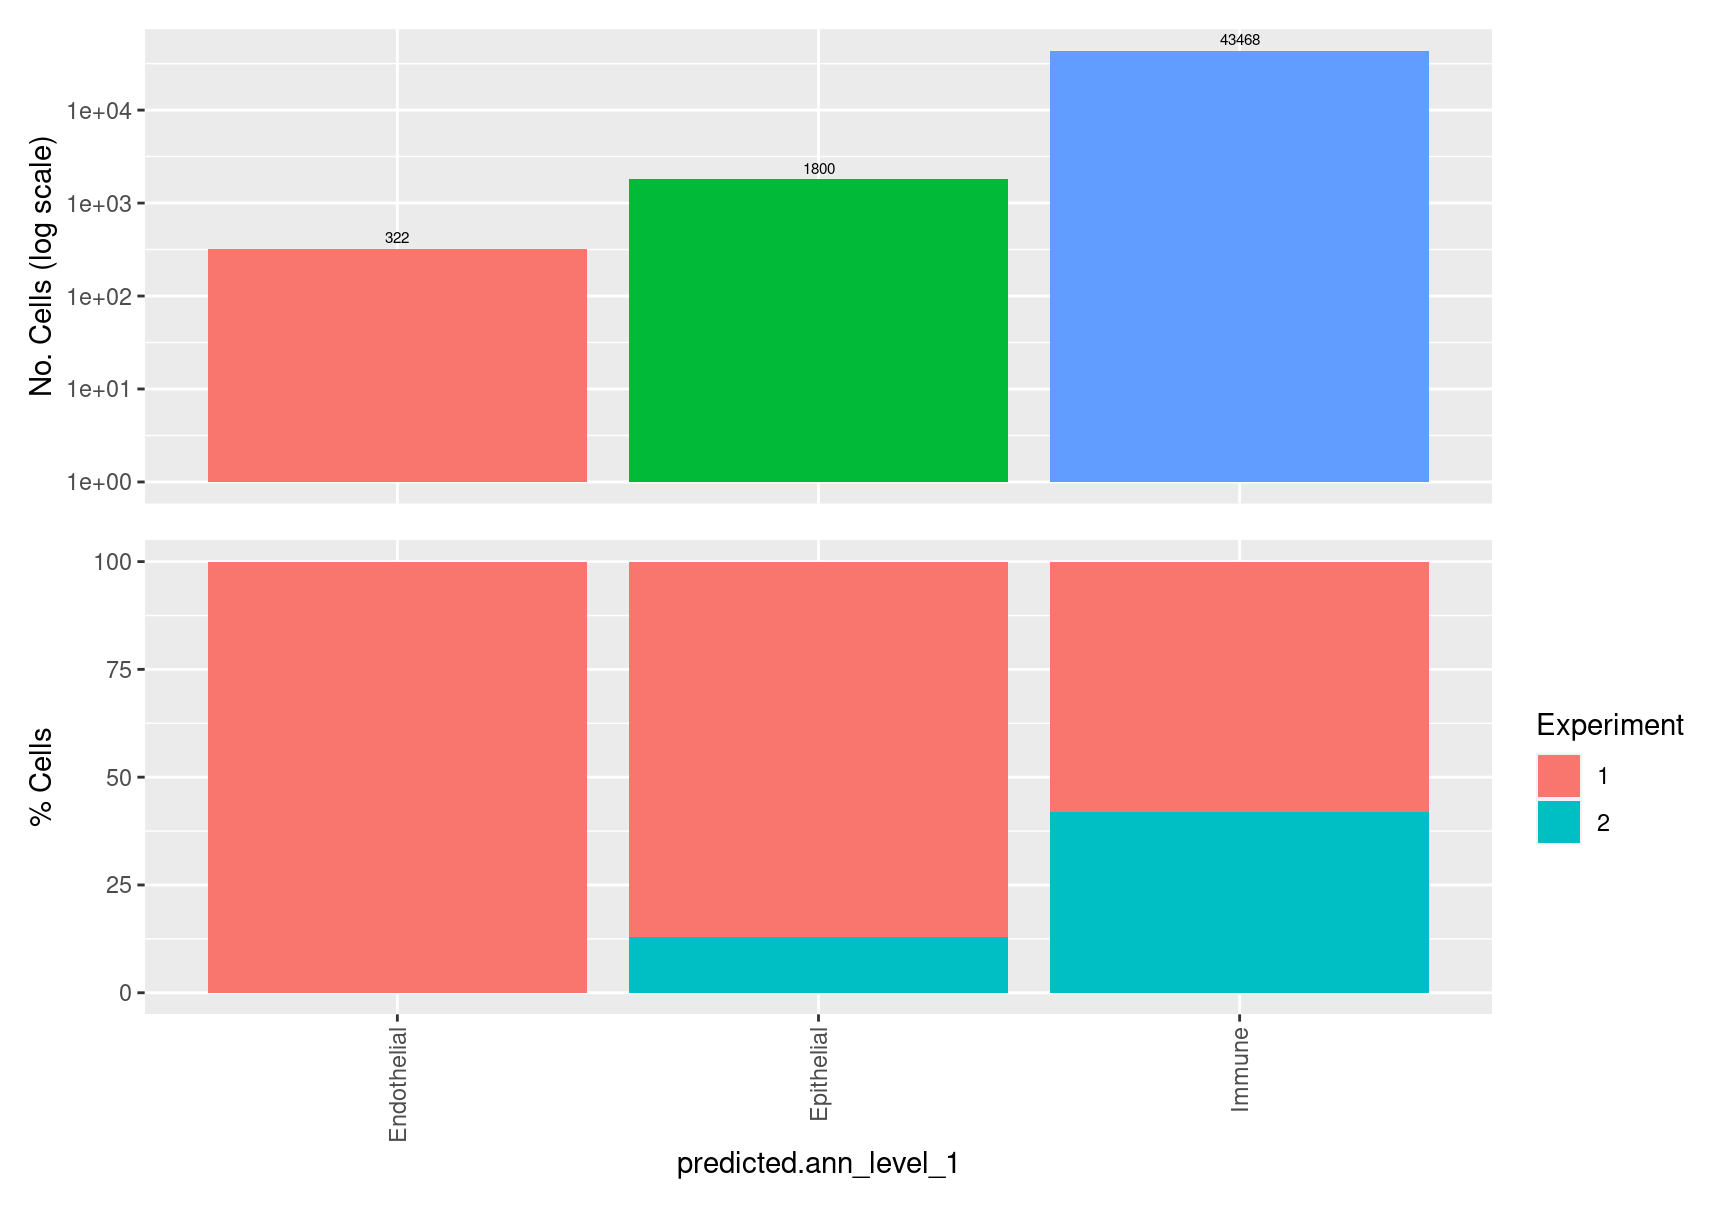 43468
1800
322
No. Cells (log scale)
1e+04
1e+03
1e+02
1e+01
1e+00
% Cells
100
75
50
25
0
Endothelial
Epithelial
Immune
predicted.ann_level_1
Experiment
1
2